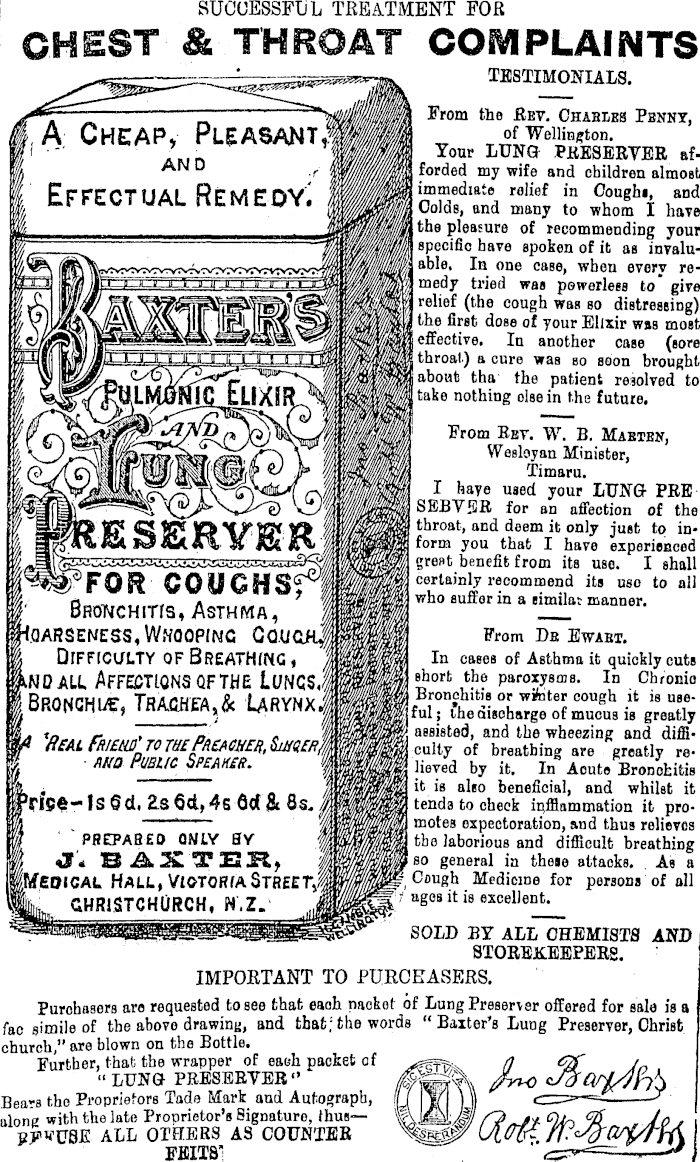 SUCCESSFUL TREATMENT FOR
CHEST & THROAT COMPLAINTS
A CHEAP, PLEASANT,
AND
EFFECTUAL REMEDY.
BAXTER'S
PULMONIC ELIXIR
AND
LUNG
PRESERVER
FOR COUGHS,
BRONCHITIS, ASTHMA,
HOARSENESS, WHOOPING COUGH,
DIFFICULTY OF BREATHING,
AND ALL AFFECTIONS OF THE LUNGS,
BRONCHIÆ, TRACHEA, & LARYNX.
A 'REAL FRIEND' TO THE PREACHER, SINGER,
AND PUBLIC SPEAKER.
Price-1s 6d, 2s 6d, 4s 6d & 8s.
PREPARED ONLY BY
J. BAXTER,
MEDICAL HALL, VICTORIA STREET,
CHRISTCHURCH, N.Z.
Jno Baxter
WELLINGTON
TESTIMONIALS.
From the REV. CHARLES PENNY,
of Wellington.
Your LUNG PRESERVER af-
forded my wife and children almost
immediate relief in Coughs, and
Colds, and many to whom I have
the pleasure of recommending your
specific have spoken of it as invalu-
able. In one case, when every re-
medy tried was powerless to give
relief (the cough was so distressing)
the first dose of your Elixir was most
effective. In another case (sore
throat) a cure was so soon brought
about tha the patient resolved to
take nothing else in the future.
From REV. W. B. MARTEN,
Wesleyan Minister,
Timaru.
I have used your LUNG PRE
SERVER for an affection of the
throat, and deem it only just to in-
form you that I have experienced
great benefit from its use. I shall
certainly recommend its use to all
who suffer in a similar manner.
From DR EWART.
In cases of Asthma it quickly cuts
short the paroxysms. In Chronic
Bronchitis or winter cough it is use-
ful; the discharge of mucus is greatly
assisted, and the wheezing and diffi-
culty of breathing are greatly re-
lieved by it. In Acute Bronchitis
it is also beneficial, and whilst it
tends to check inflammation it pro-
motes expectoration, and thus relieves
the laborious and difficult breathing
so general in these attacks. As a
Cough Medicine for persons of all
ages it is excellent.
SOLD BY ALL CHEMISTS AND
STOREKEEPERS.
IMPORTANT TO PURCHASERS.
Purchasers are requested to see that each packet of Lung Preserver offered for sale is a
fac simile of the above drawing, and that the words "Baxter's Lung Preserver, Christ
church," are blown on the Bottle.
Further, that the wrapper of each packet of
"LUNG PRESERVER"
Bears the Proprietors Tade Mark and Autograph,
along with the late Proprietor's Signature, thus—
REFUSE ALL OTHERS AS COUNTER
FEITS
SIC EST VITA
NIL DESPERANDUM
Jno Baxter
Robt. W. Baxter